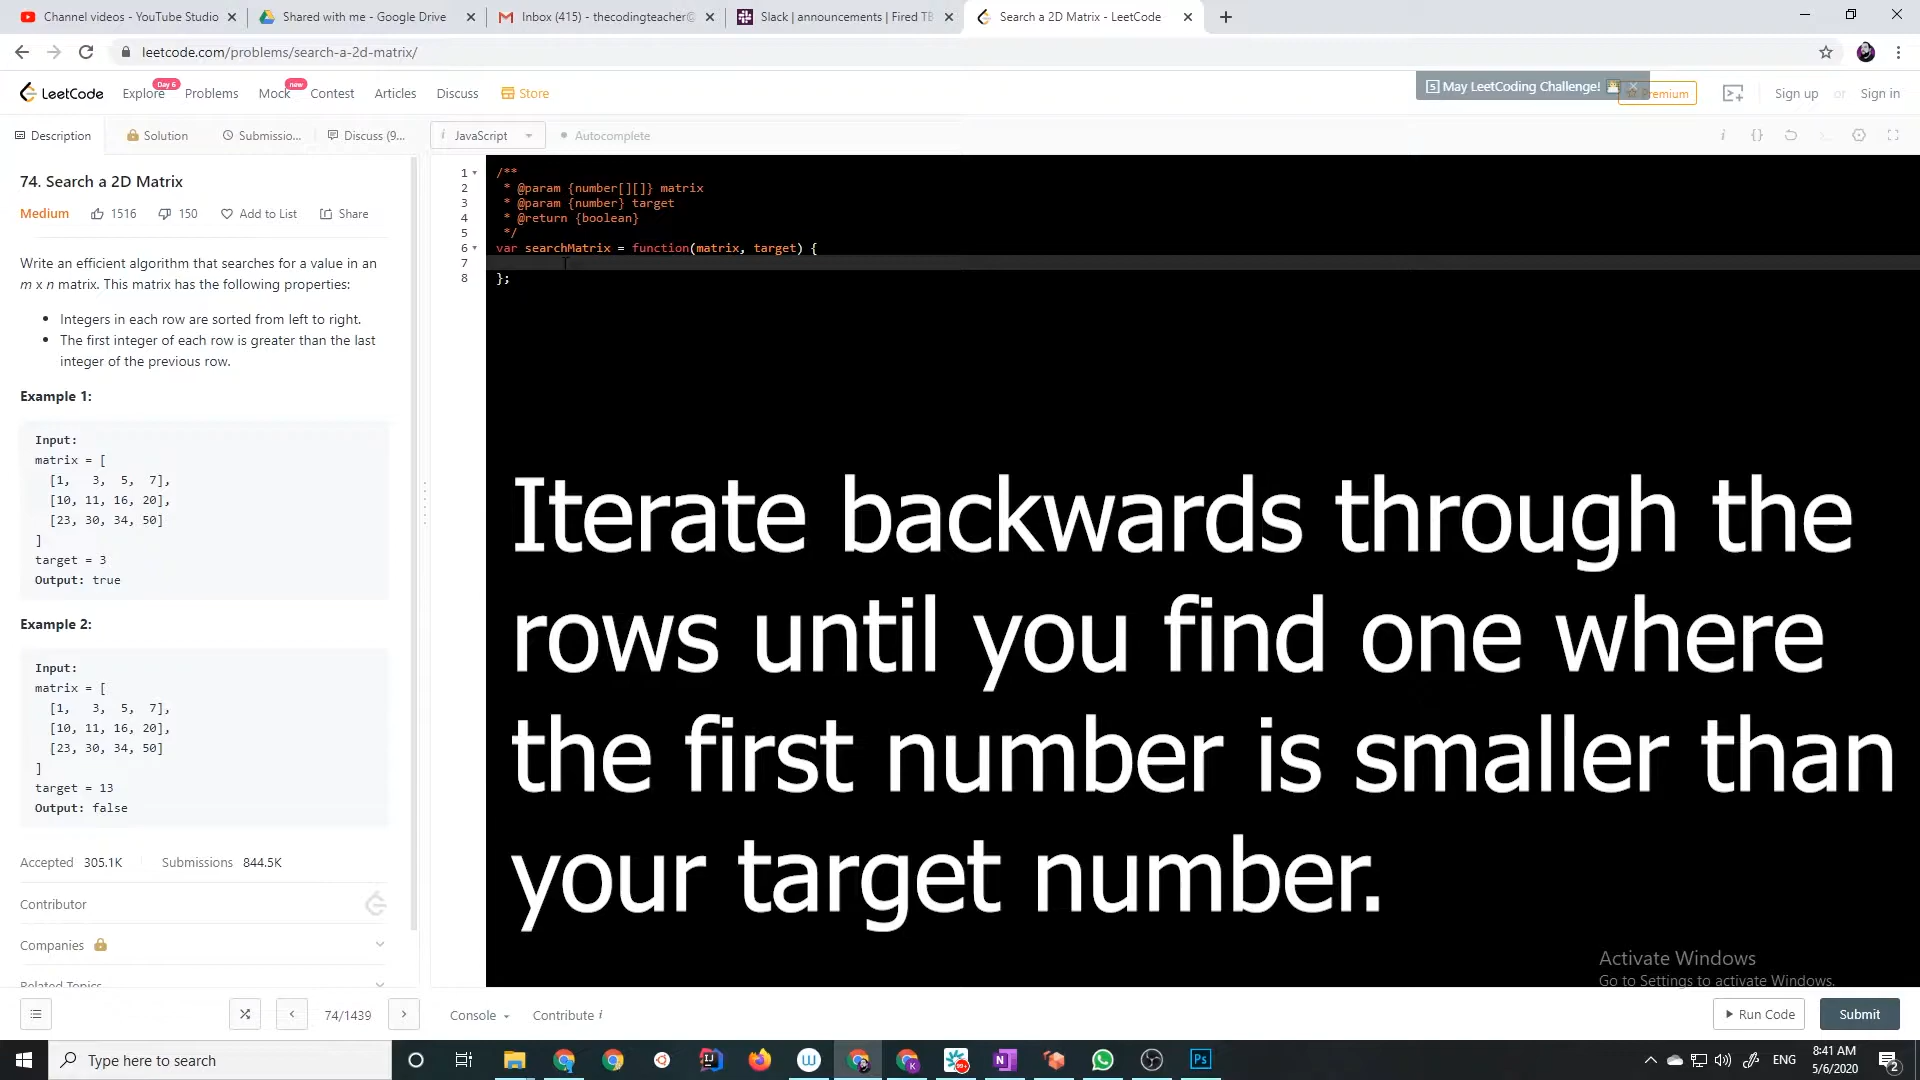 Channel videos - YouTube Studio
Shared with me - Google Drive
Inbox (415) - thecodingteacher@
Slack | announcements | Fired TB
Search a 2D Matrix - LeetCode
leetcode.com/problems/search-a-2d-matrix/
LeetCode
Explore
Day 6
Problems
Mock
new
Contest
Articles
Discuss
Store
May LeetCoding Challenge!
Premium
Sign up
or
Sign in
Description
Solution
Submissio...
Discuss (9...
i JavaScript
Autocomplete
74. Search a 2D Matrix
Medium
1516
150
Add to List
Share
Write an efficient algorithm that searches for a value in an
m x n matrix. This matrix has the following properties:
Integers in each row are sorted from left to right.
The first integer of each row is greater than the last
integer of the previous row.
Example 1:
Input:
matrix = [
[1, 3, 5, 7],
[10, 11, 16, 20],
[23, 30, 34, 50]
]
target = 3
Output: true
Example 2:
Input:
matrix = [
[1, 3, 5, 7],
[10, 11, 16, 20],
[23, 30, 34, 50]
]
target = 13
Output: false
Accepted 305.1K Submissions 844.5K
Contributor
Companies
Related Topics
1 /**
2 * @param {number[][]} matrix
3 * @param {number} target
4 * @return {boolean}
5 */
6 var searchMatrix = function(matrix, target) {
7
8 };
Iterate backwards through the
rows until you find one where
the first number is smaller than
your target number.
Activate Windows
Go to Settings to activate Windows.
74/1439
Console
Contribute i
Run Code
Submit
Type here to search
99+
ENG
8:41 AM
5/6/2020
2